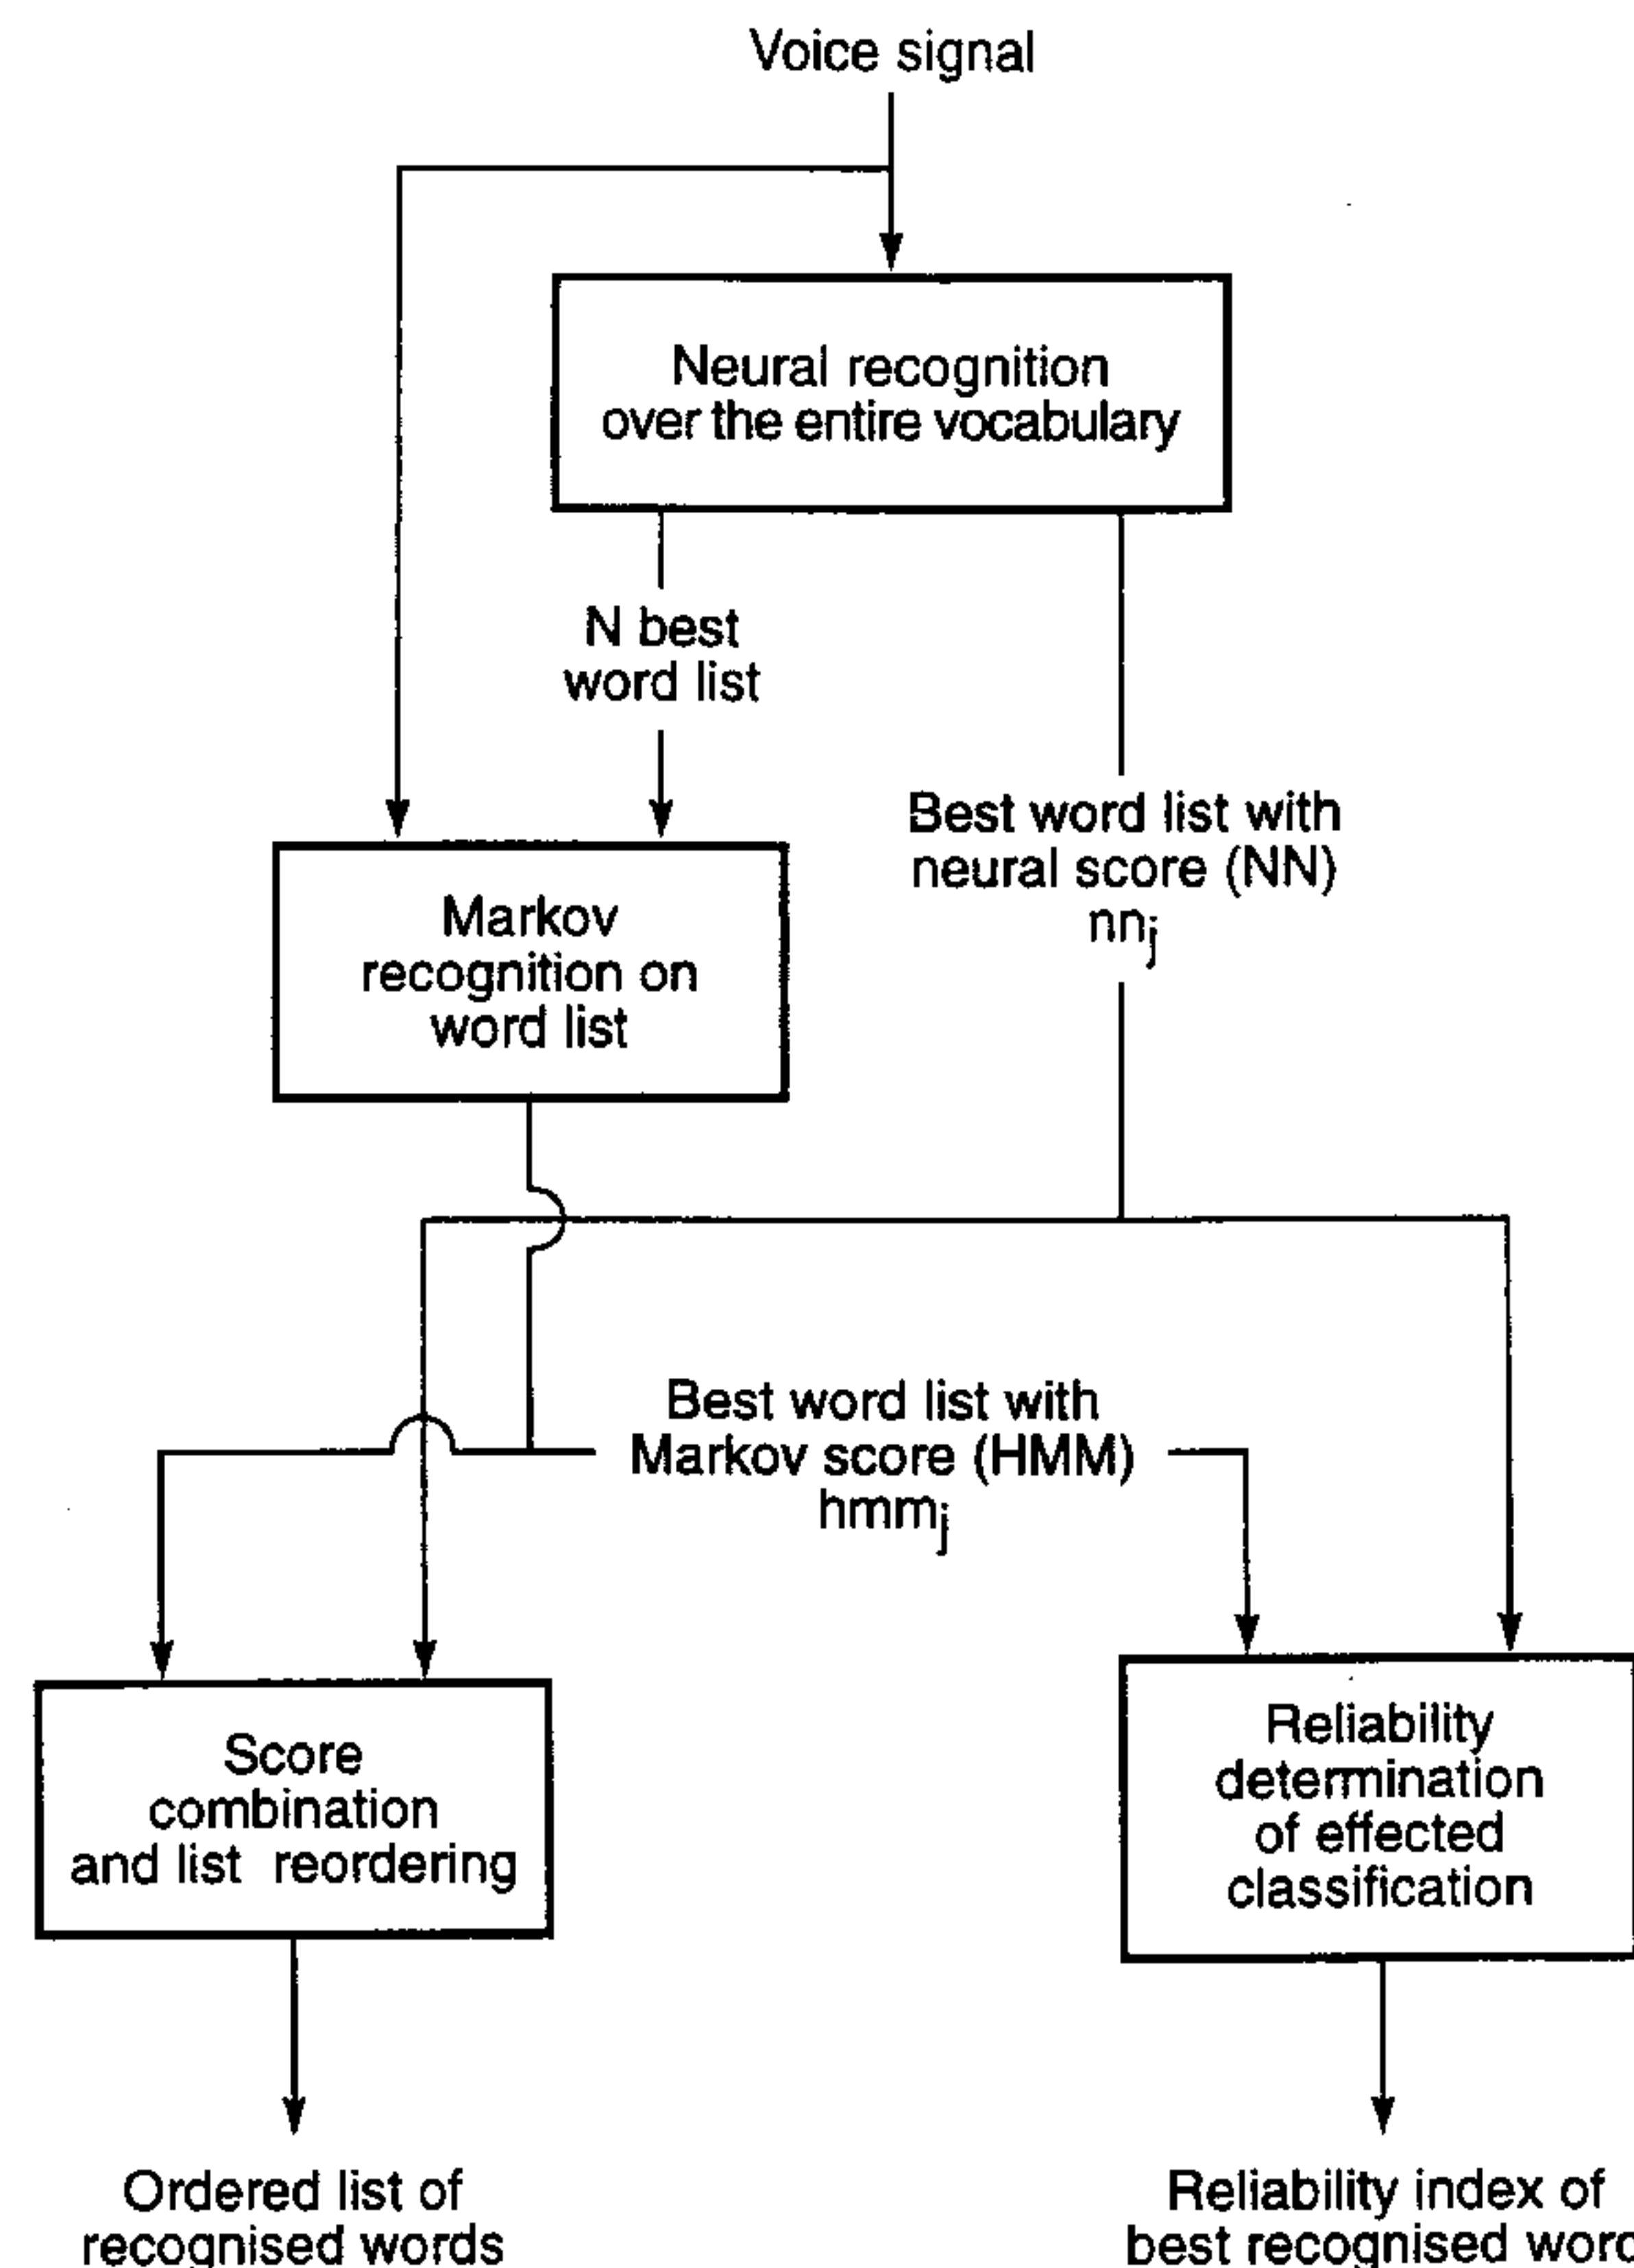 Voice signal
Neural recognition
over the entire vocabulary
N best
word list
Best word list with
neural score (NN)
nnj
Markov
recognition on
word list
Best word list with
Markov score (HMM)
hmmj
Score
combination
and list reordering
Reliability
determination
of effected
classification
Ordered list of
recognised words
Reliability index of
best recognised word